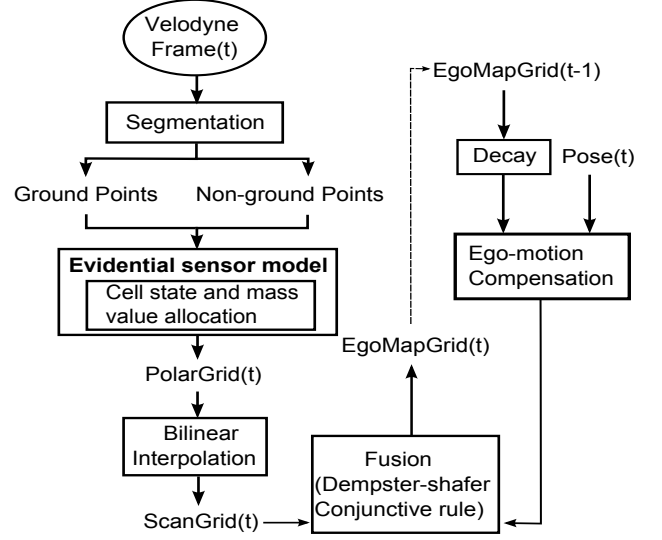 Velodyne
Frame(t)
Segmentation
Ground Points
Non-ground Points
Evidential sensor model
Cell state and mass
value allocation
PolarGrid(t)
Bilinear
Interpolation
ScanGrid(t)
Fusion
(Dempster-shafer
Conjunctive rule)
EgoMapGrid(t)
EgoMapGrid(t-1)
Decay
Pose(t)
Ego-motion
Compensation